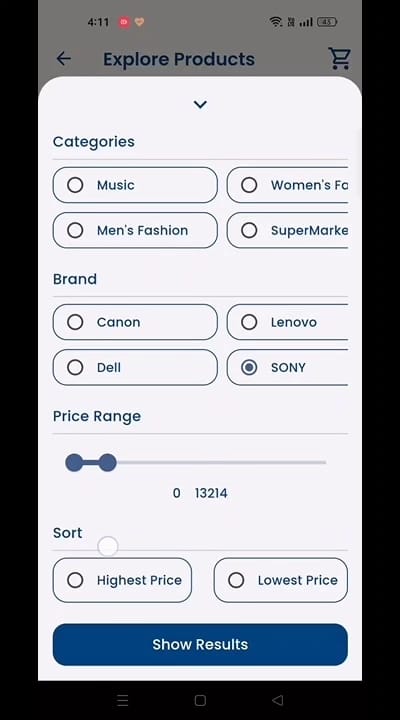 4:11
45
Explore Products
Categories
Music
Women's Fa
Men's Fashion
SuperMarke
Brand
Canon
Lenovo
Dell
SONY
Price Range
0 13214
Sort
Highest Price
Lowest Price
Show Results